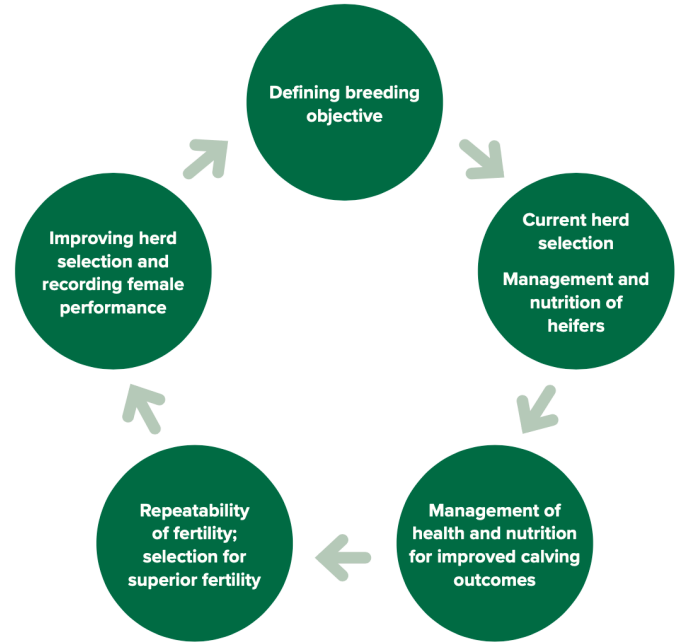 Defining breeding
objective
Current herd
selection
Management and
nutrition of
heifers
Management of
health and nutrition
for improved calving
outcomes
Repeatability
of fertility;
selection for
superior fertility
Improving herd
selection and
recording female
performance